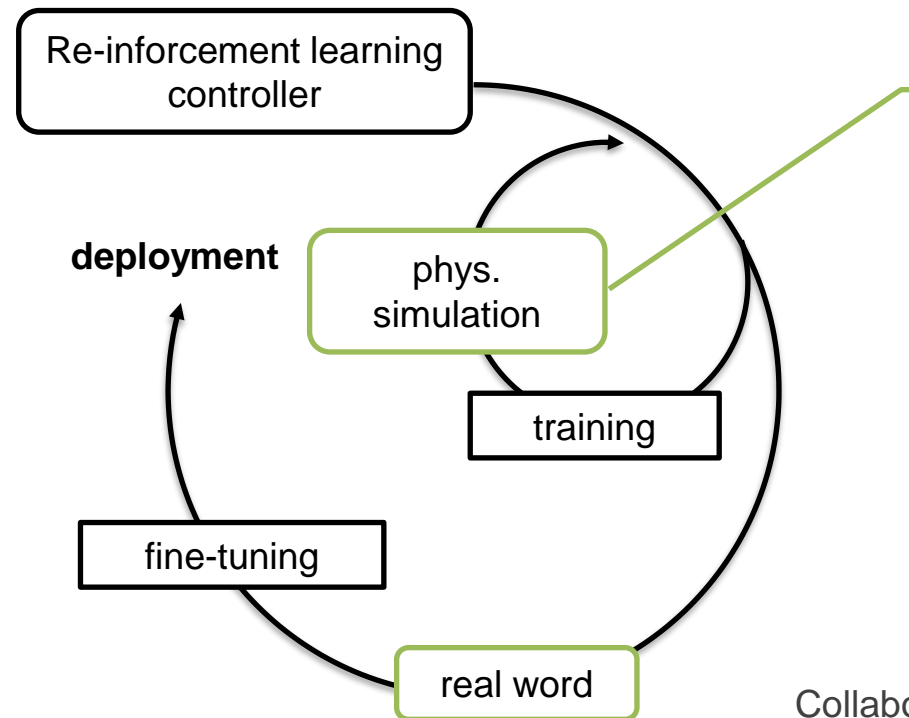 Re-inforcement learning
controller
deployment
phys.
simulation
training
fine-tuning
real word
Collabo